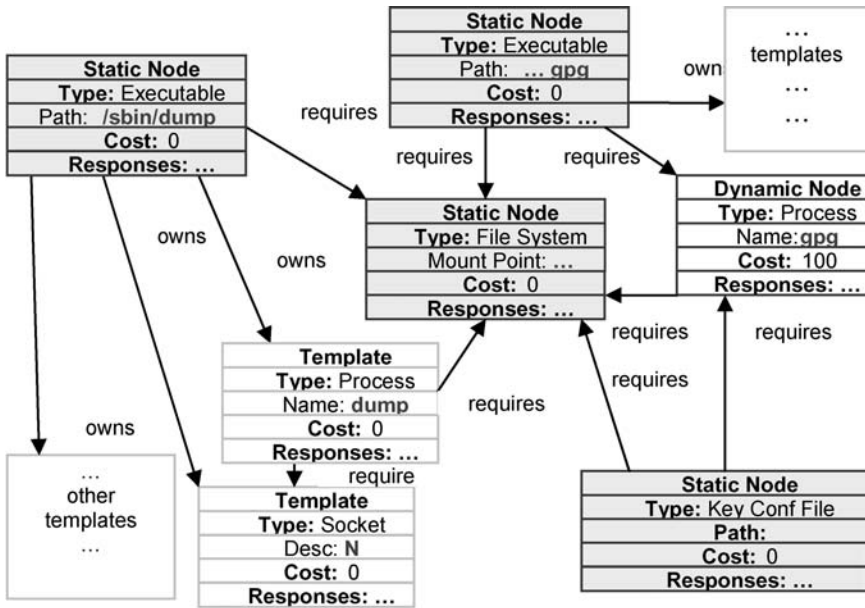 Static Node
Type: Executable
Path: ... gpg
Cost: 0
Responses: ...
own
...
templates
...
...
Static Node
Type: Executable
Path: /sbin/dump
Cost: 0
Responses: ...
requires
requires
requires
Static Node
Type: File System
Mount Point: ...
Cost: 0
Responses: ...
Dynamic Node
Type: Process
Name:gpg
Cost: 100
Responses: ...
owns
owns
requires
requires
requires
Template
Type: Process
Name: dump
Cost: 0
Responses: ...
requires
owns
require
...
other
templates
...
Template
Type: Socket
Desc: N
Cost: 0
Responses: ...
Static Node
Type: Key Conf File
Path:
Cost: 0
Responses: ...